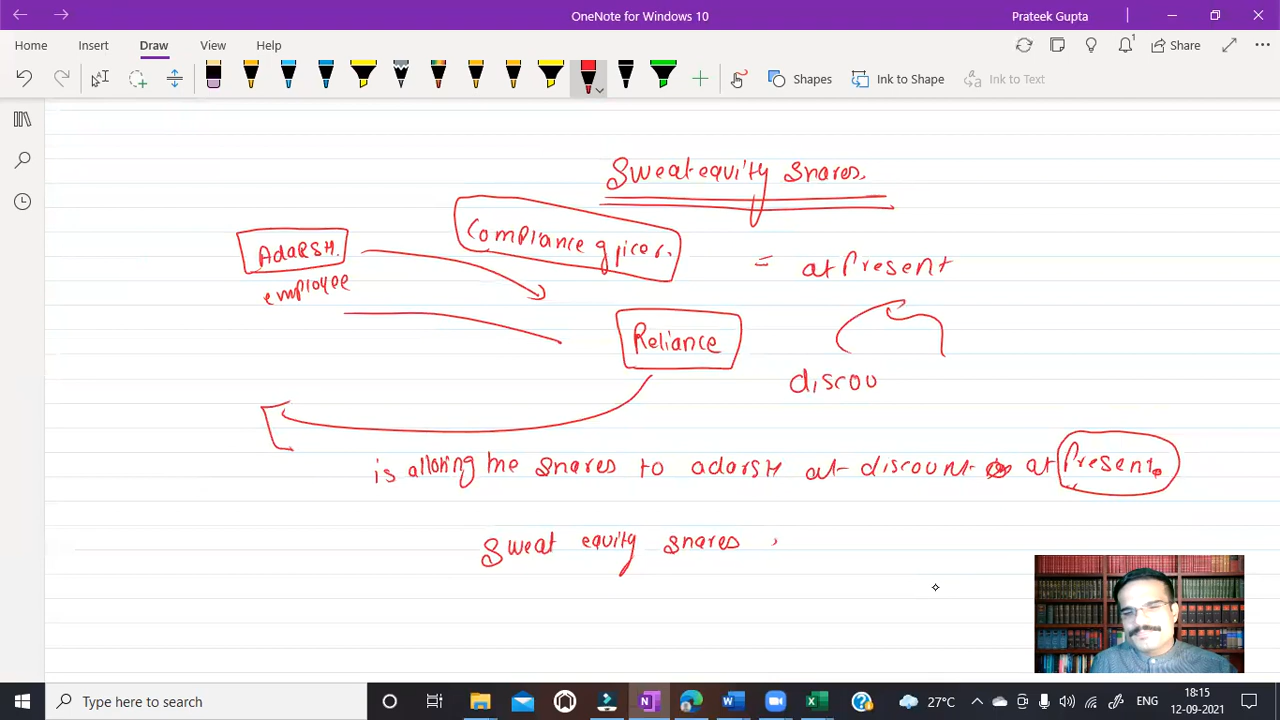 OneNote for Windows 10
Prateek Gupta
Home Insert Draw View Help
Share
Shapes
Ink to Shape
Ink to Text
Sweat equity Shares.
Compliance officer.
ADARSH.
employee
= at Present
Reliance
discou
is alloting the shares to adarsh at discount at Present.
Sweat equity shares ,
Type here to search
27°C
ENG
18:15
12-09-2021